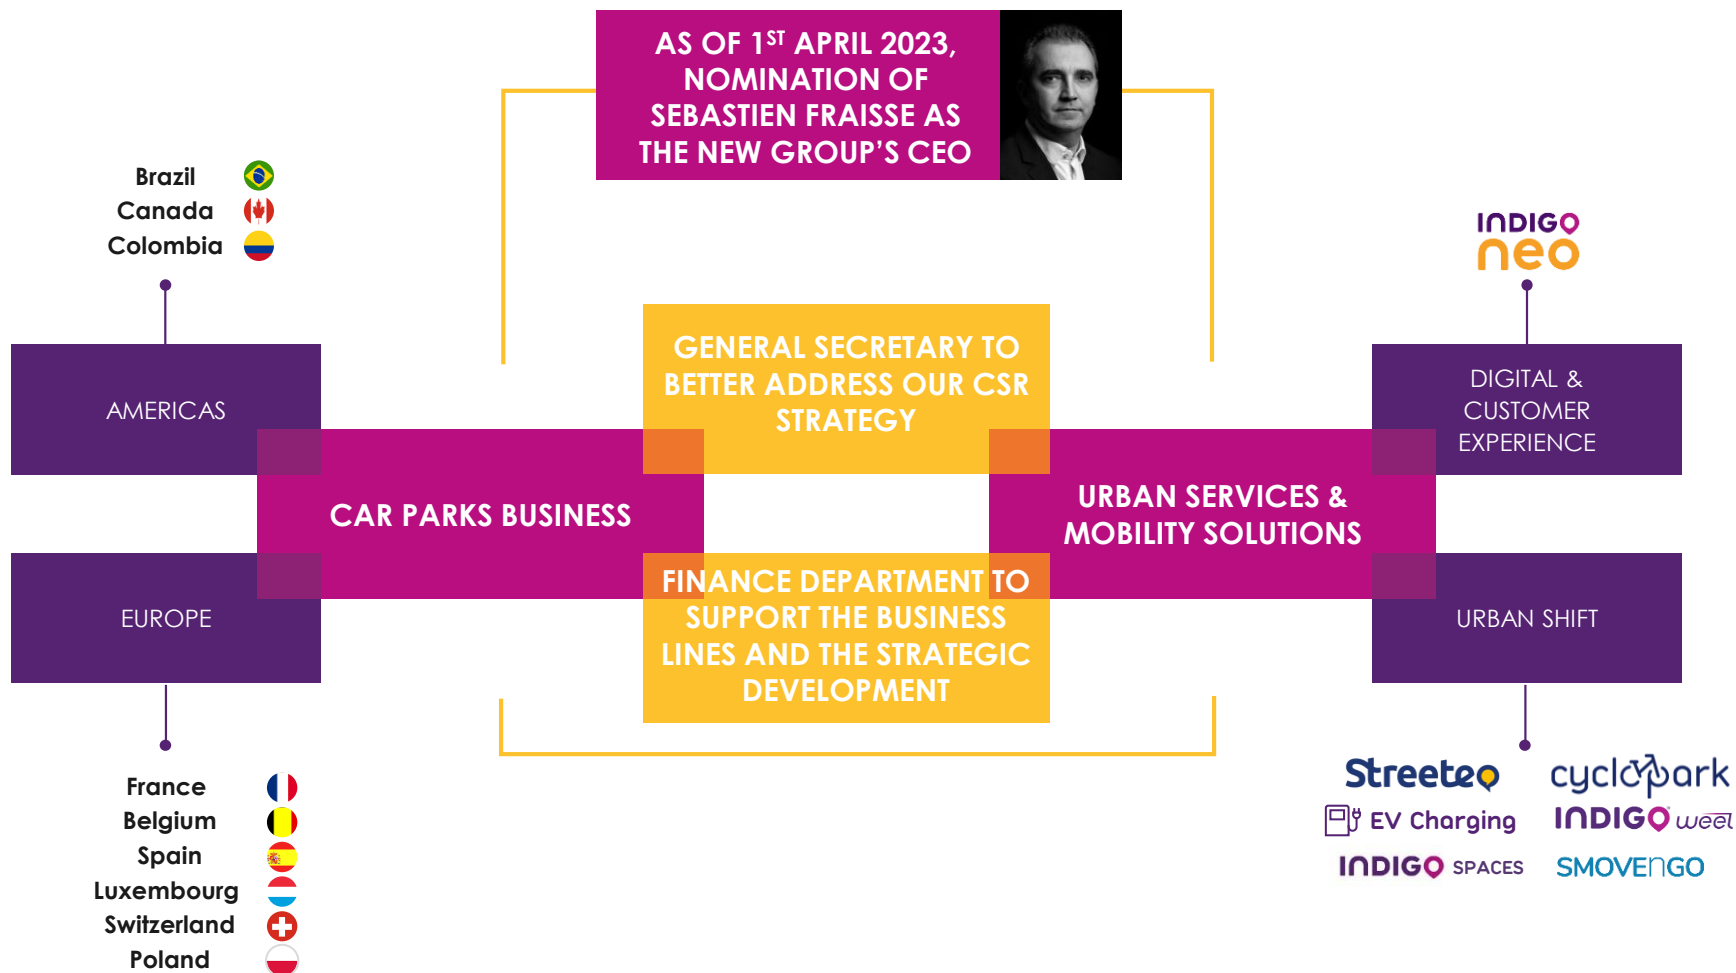 AS OF 1ST APRIL 2023,
NOMINATION OF
SEBASTIEN FRAISSE AS
THE NEW GROUP'S CEO
Brazil
Canada
Colombia
INDIGO
neo
AMERICAS
GENERAL SECRETARY TO
BETTER ADDRESS OUR CSR
STRATEGY
DIGITAL &
CUSTOMER
EXPERIENCE
CAR PARKS BUSINESS
URBAN SERVICES &
MOBILITY SOLUTIONS
EUROPE
FINANCE DEPARTMENT TO
SUPPORT THE BUSINESS
LINES AND THE STRATEGIC
DEVELOPMENT
URBAN SHIFT
France
Belgium
Spain
Luxembourg
Switzerland
Poland
Streeteo
cyclopark
EV Charging
INDIGO weel
INDIGO SPACES
SMOVENGO